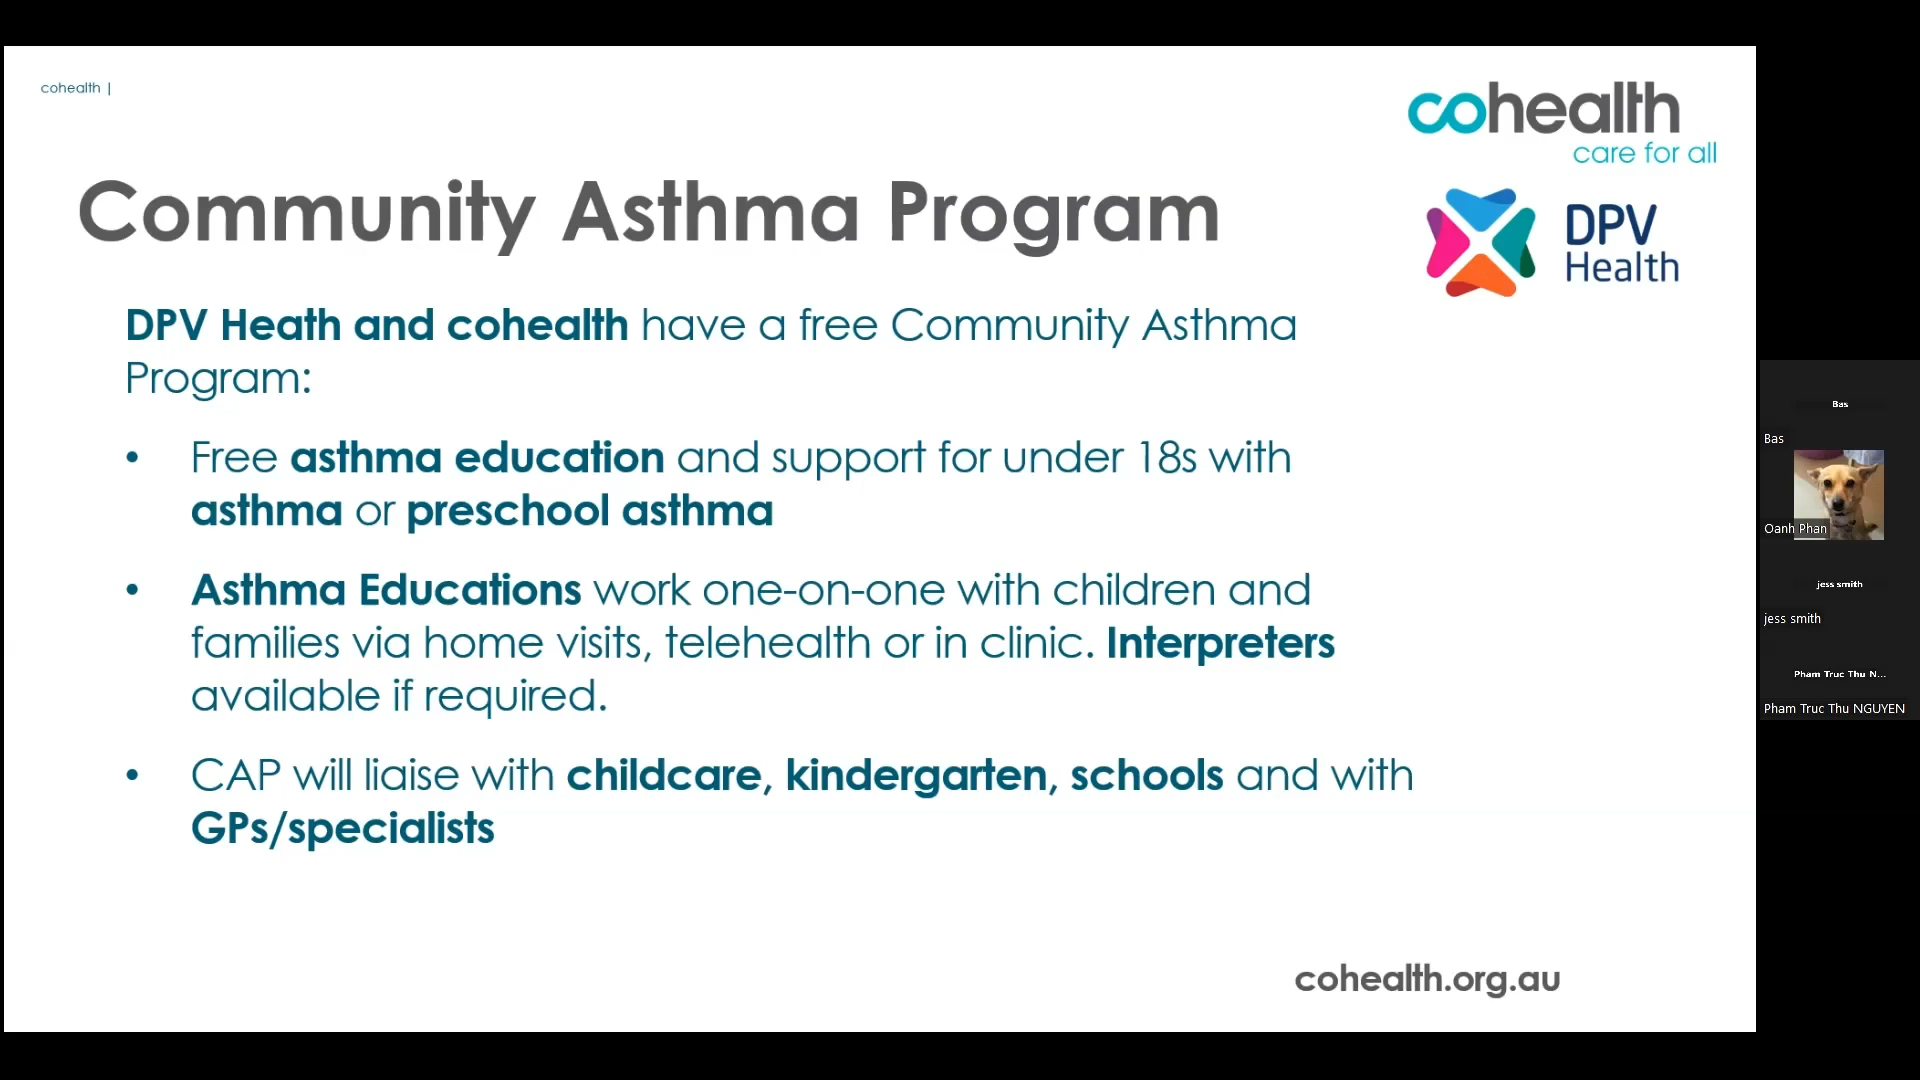 cohealth |
cohealth
care for all
Community Asthma Program
DPV
Health
DPV Heath and cohealth have a free Community Asthma
Program:
• Free asthma education and support for under 18s with
asthma or preschool asthma
• Asthma Educations work one-on-one with children and
families via home visits, telehealth or in clinic. Interpreters
available if required.
• CAP will liaise with childcare, kindergarten, schools and with
GPs/specialists
cohealth.org.au
Bas
Bas
Oanh Phan
jess smith
jess smith
Pham Truc Thu N...
Pham Truc Thu NGUYEN